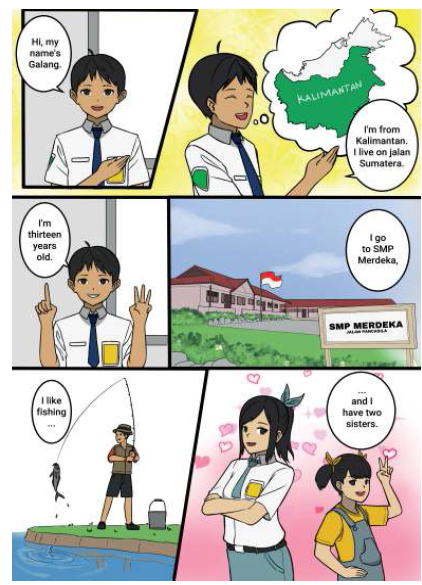 Hi, my
name's
Galang.
KALIMANTAN
I'm from
Kalimantan.
I live on jalan
Sumatera.
I'm
thirteen
years
old.
I go
to SMP
Merdeka,
SMP MERDEKA
JALAN PANCASILA
I like
fishing
...
...
and I
have two
sisters.